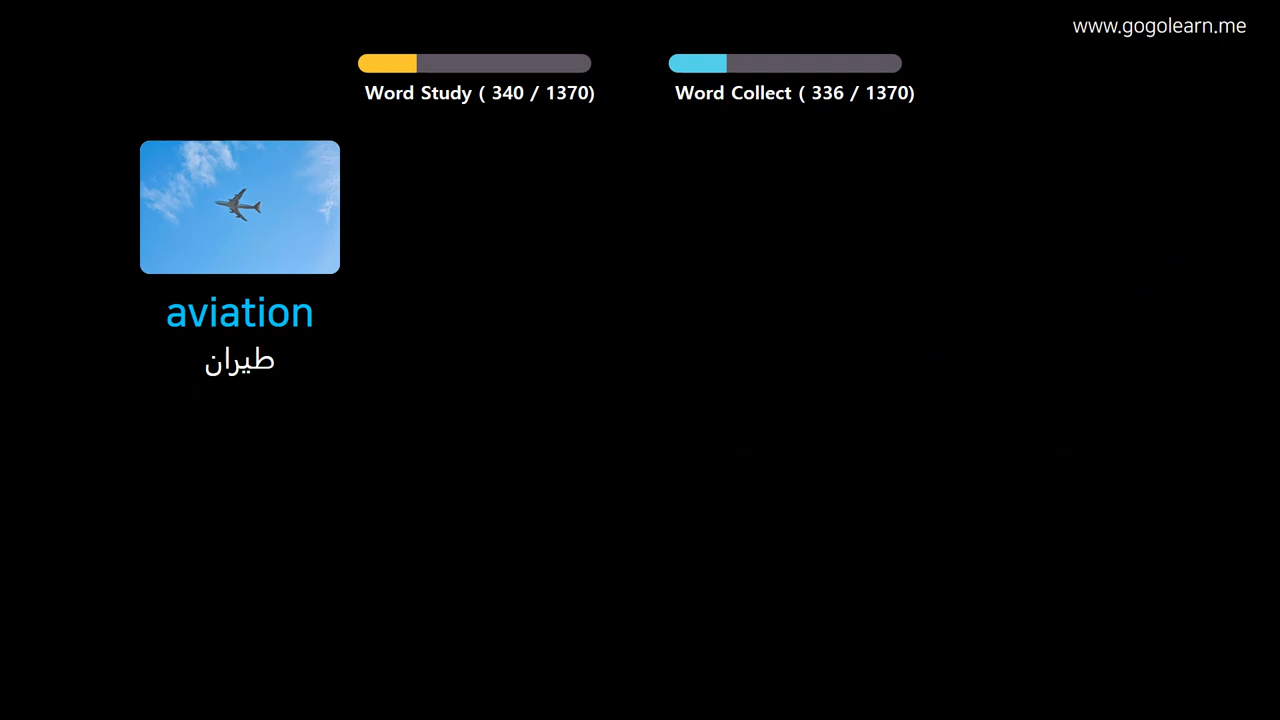 www.gogolearn.me
Word Study ( 340 / 1370)
Word Collect ( 336 / 1370)
aviation
طيران